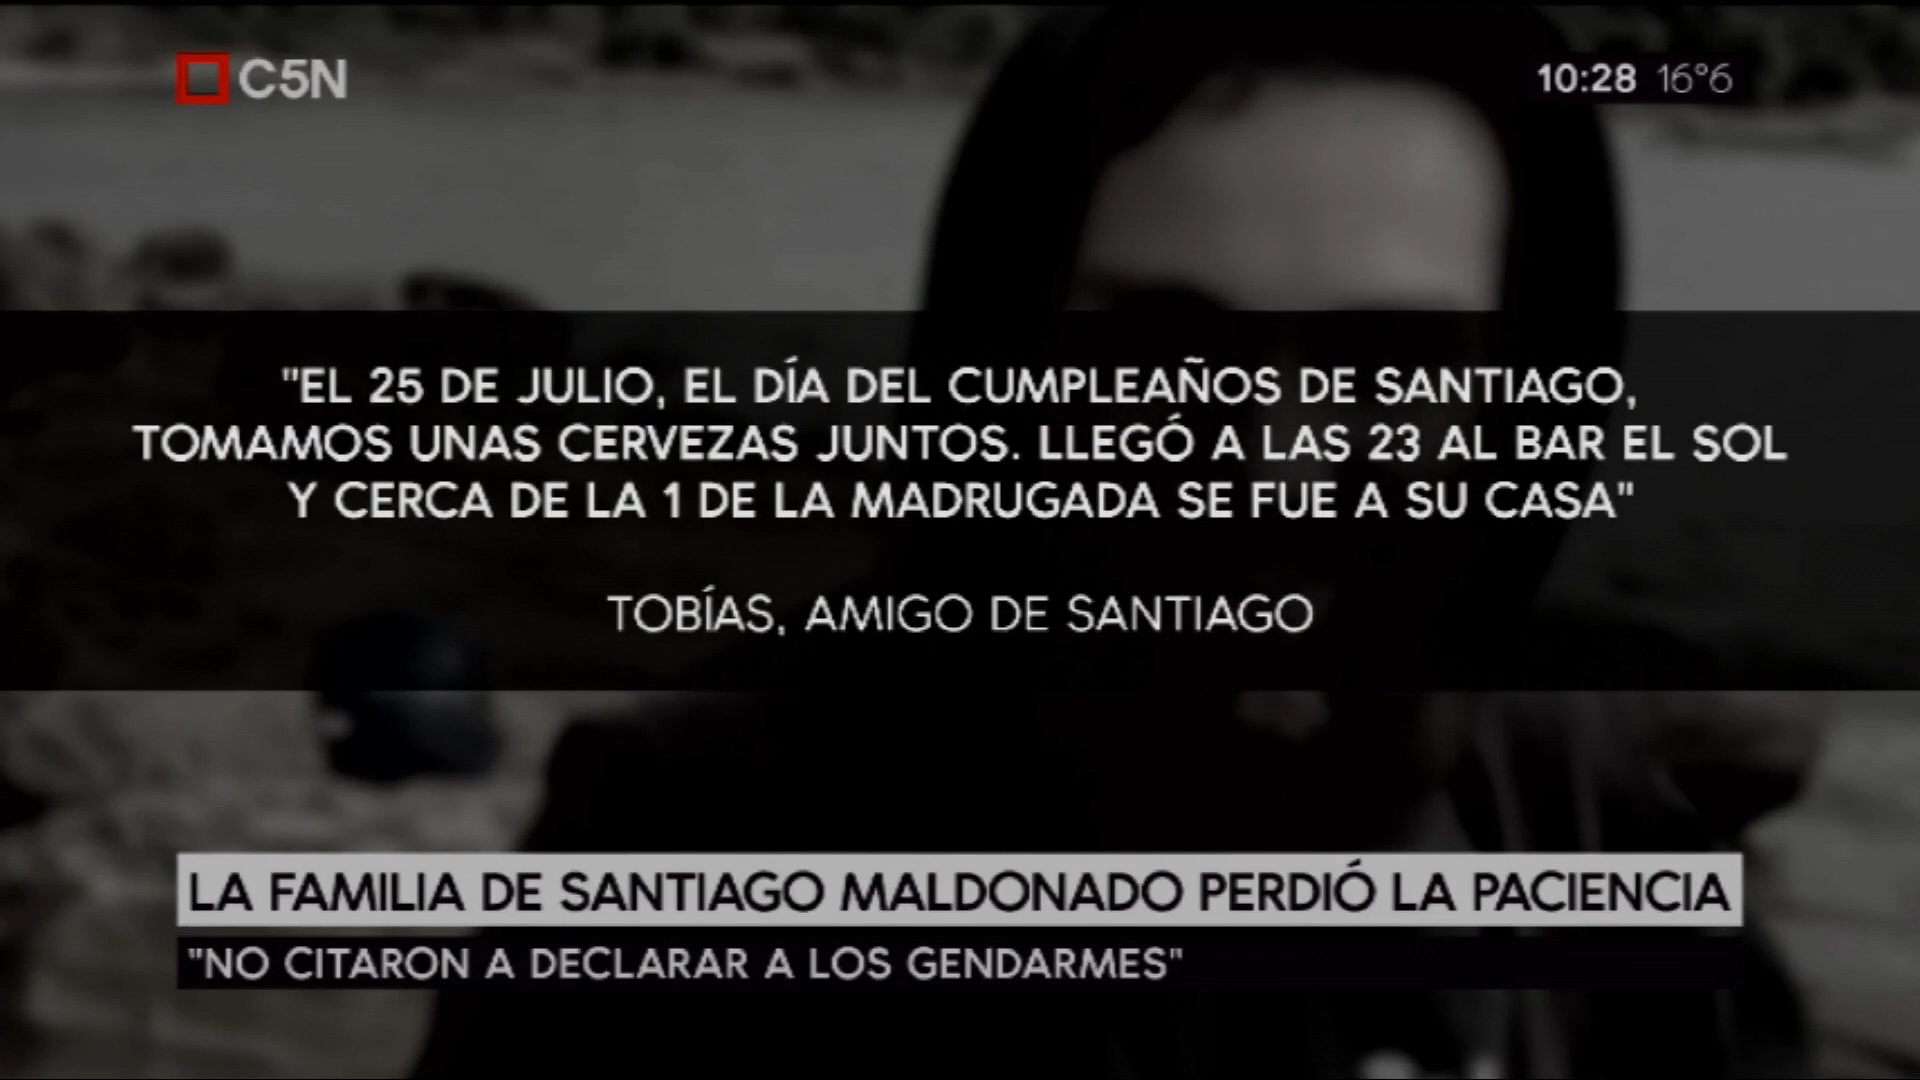 C5N
10:28 16°6
"EL 25 DE JULIO, EL DÍA DEL CUMPLEAÑOS DE SANTIAGO,
TOMAMOS UNAS CERVEZAS JUNTOS. LLEGÓ A LAS 23 AL BAR EL SOL
Y CERCA DE LA 1 DE LA MADRUGADA SE FUE A SU CASA"
TOBÍAS, AMIGO DE SANTIAGO
LA FAMILIA DE SANTIAGO MALDONADO PERDIÓ LA PACIENCIA
"NO CITARON A DECLARAR A LOS GENDARMES"